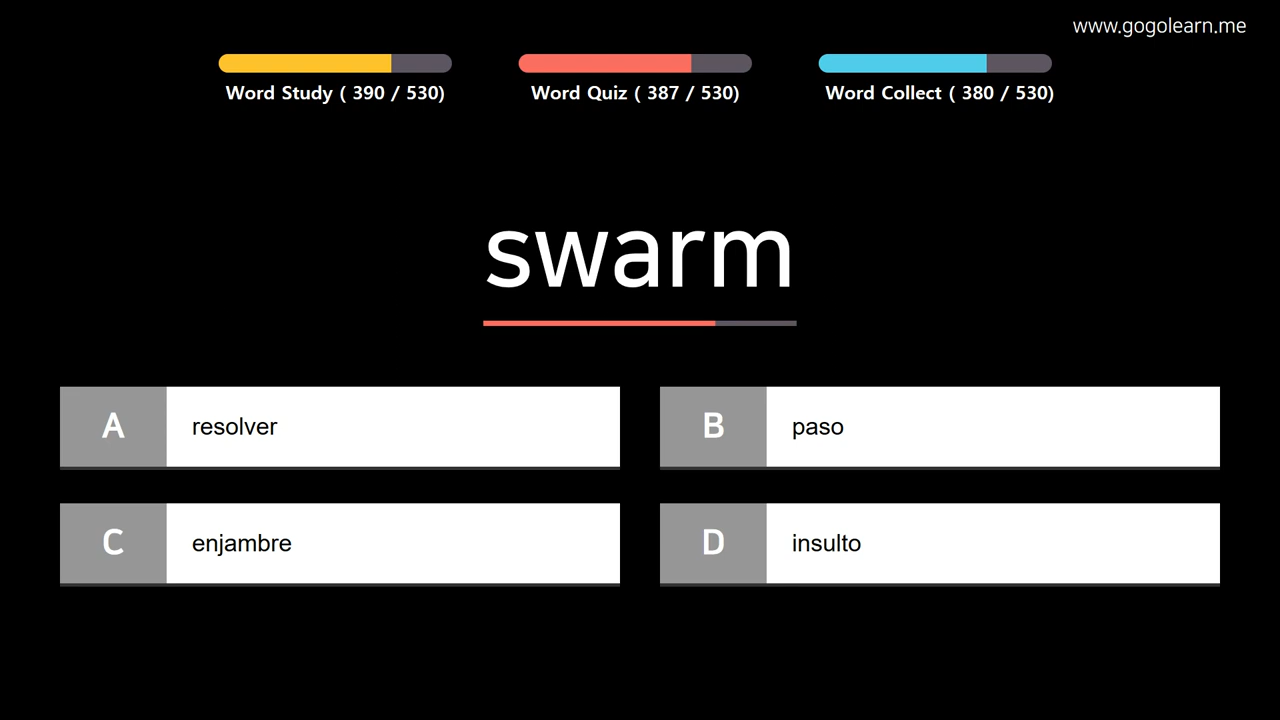 www.gogolearn.me
Word Study ( 390 / 530)
Word Quiz ( 387 / 530)
Word Collect ( 380 / 530)
swarm
A resolver
B paso
C enjambre
D insulto